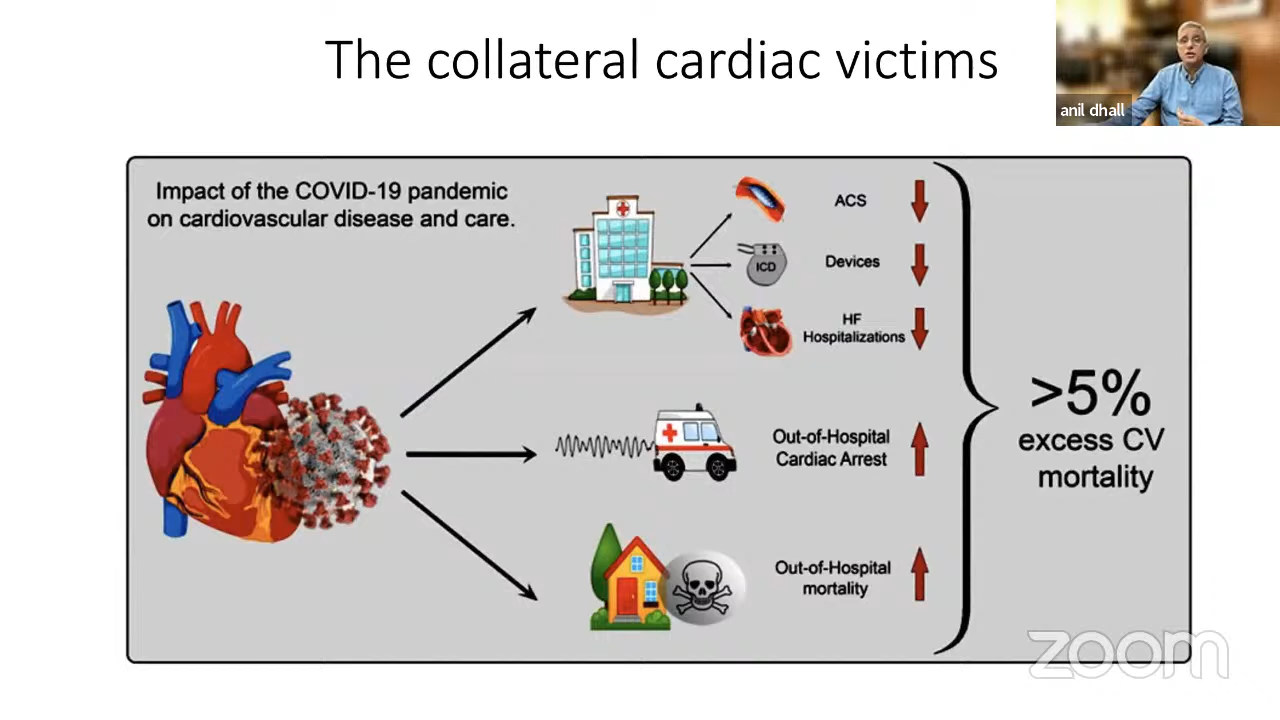 The collateral cardiac victims
anil dhall
Impact of the COVID-19 pandemic
on cardiovascular disease and care.
ACS
ICD
Devices
HF
Hospitalizations
Out-of-Hospital
Cardiac Arrest
Out-of-Hospital
mortality
>5%
excess CV
mortality
zoom